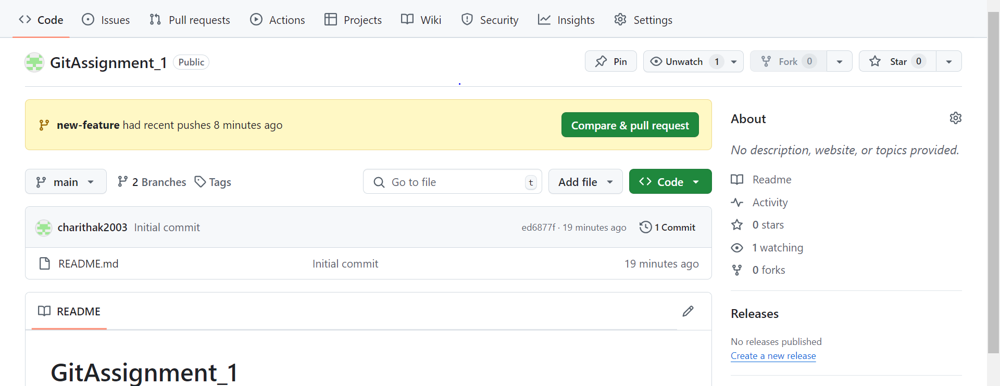 Code Issues Pull requests Actions Projects Wiki Security Insights Settings
GitAssignment_1 Public Pin Unwatch 1 Fork 0 Star 0
new-feature had recent pushes 8 minutes ago Compare & pull request
main 2 Branches Tags Go to file t Add file Code
charithak2003 Initial commit ed6877f · 19 minutes ago 1 Commit
README.md Initial commit 19 minutes ago
README
GitAssignment_1
About
No description, website, or topics provided.
Readme
Activity
0 stars
1 watching
0 forks
Releases
No releases published
Create a new release